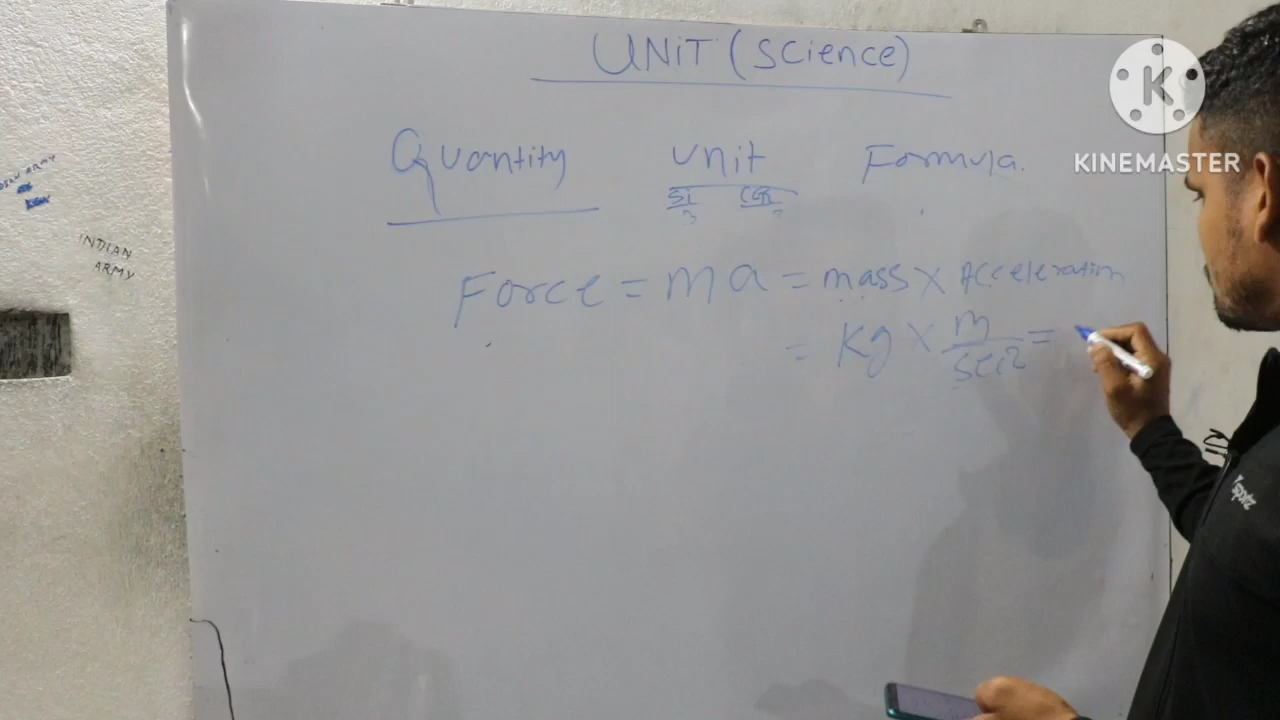 UNiT (Science)
Quantity unit Formula.
SI CGS
Force = ma = mass × Acceleration
= Kg × m/sec2 =
INDIAN
ARMY
KINEMASTER